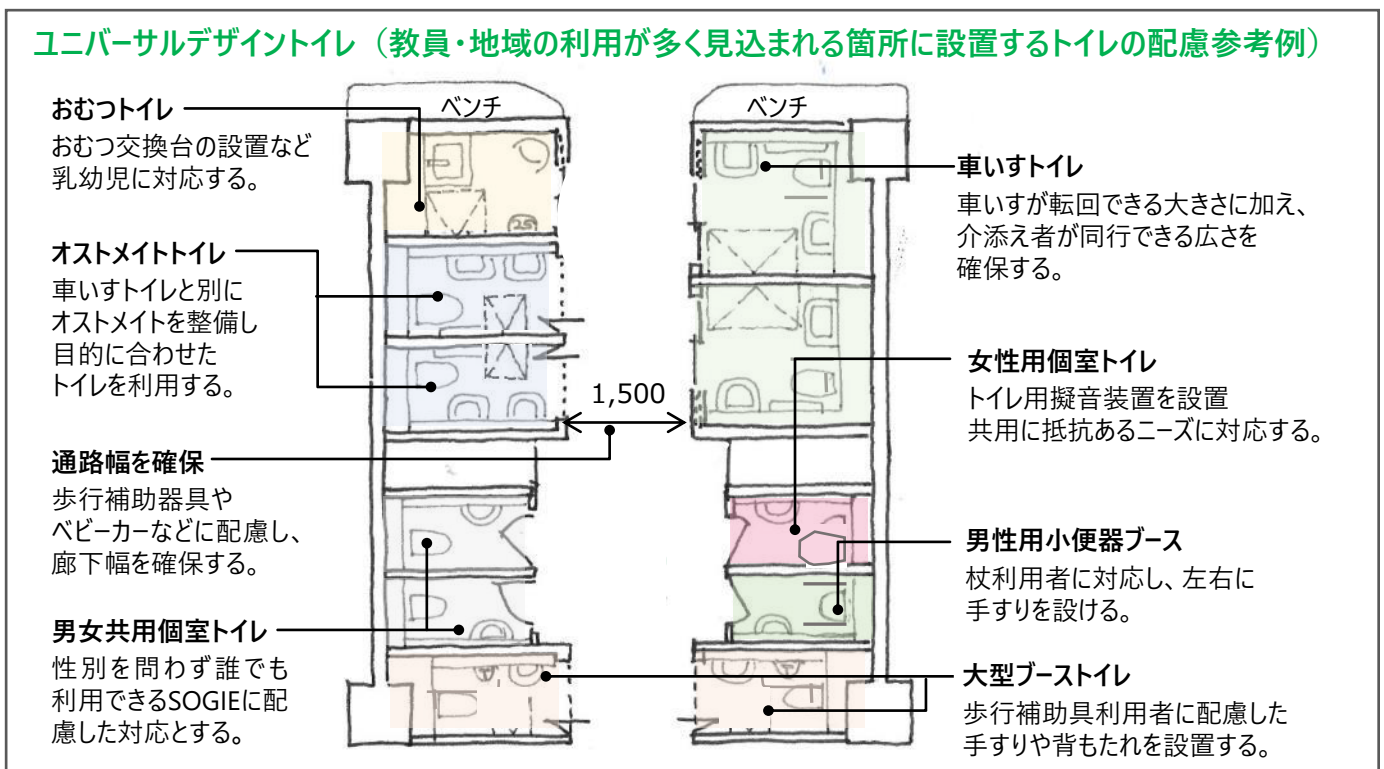 ユニバーサルデザイントイレ（教員・地域の利用が多く見込まれる箇所に設置するトイレの配慮参考例）
ベンチ
ベンチ
おむつトイレ
おむつ交換台の設置など
乳幼児に対応する。
オストメイトトイレ
車いすトイレと別に
オストメイトを整備し
目的に合わせた
トイレを利用する。
通路幅を確保
歩行補助器具や
ベビーカーなどに配慮し、
廊下幅を確保する。
男女共用個室トイレ
性別を問わず誰でも
利用できるSOGIEに配
慮した対応とする。
1,500
車いすトイレ
車いすが転回できる大きさに加え、
介添え者が同行できる広さを
確保する。
女性用個室トイレ
トイレ用擬音装置を設置
共用に抵抗あるニーズに対応する。
男性用小便器ブース
杖利用者に対応し、左右に
手すりを設ける。
大型ブーストイレ
歩行補助具利用者に配慮した
手すりや背もたれを設置する。